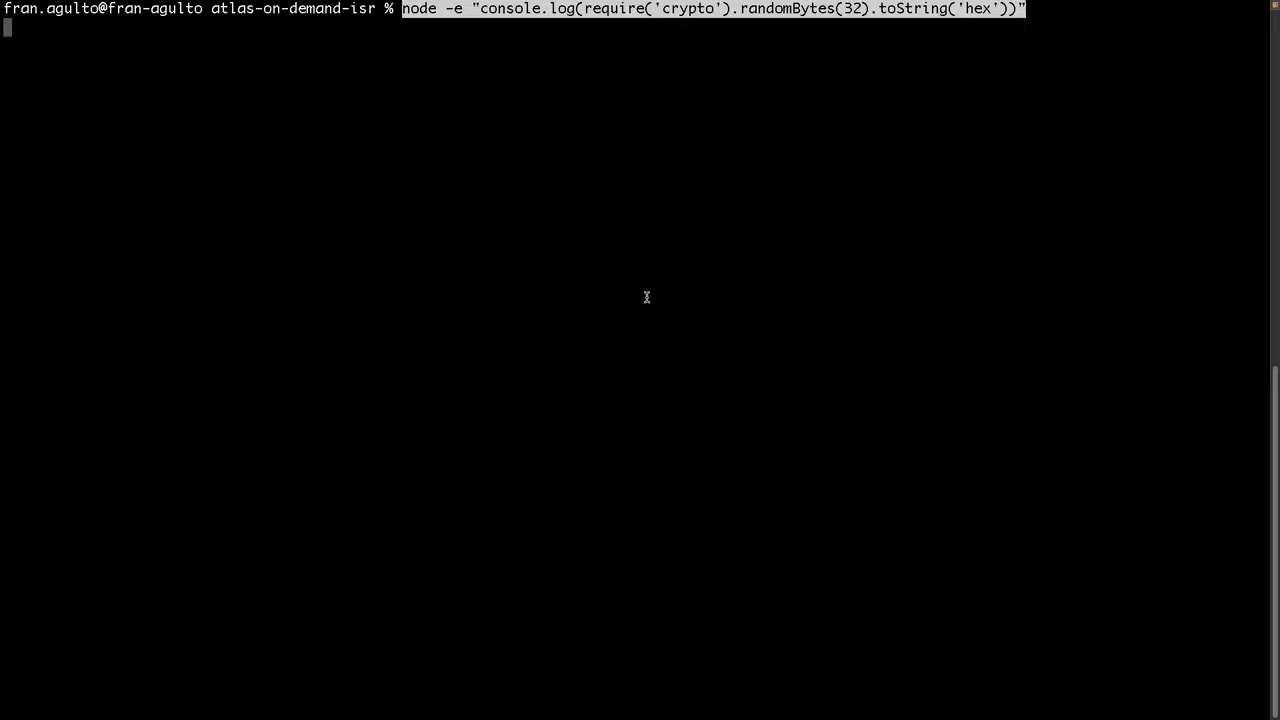 fran.agulto@fran-agulto atlas-on-demand-isr % node -e "console.log(require('crypto').randomBytes(32).toString('hex'))"